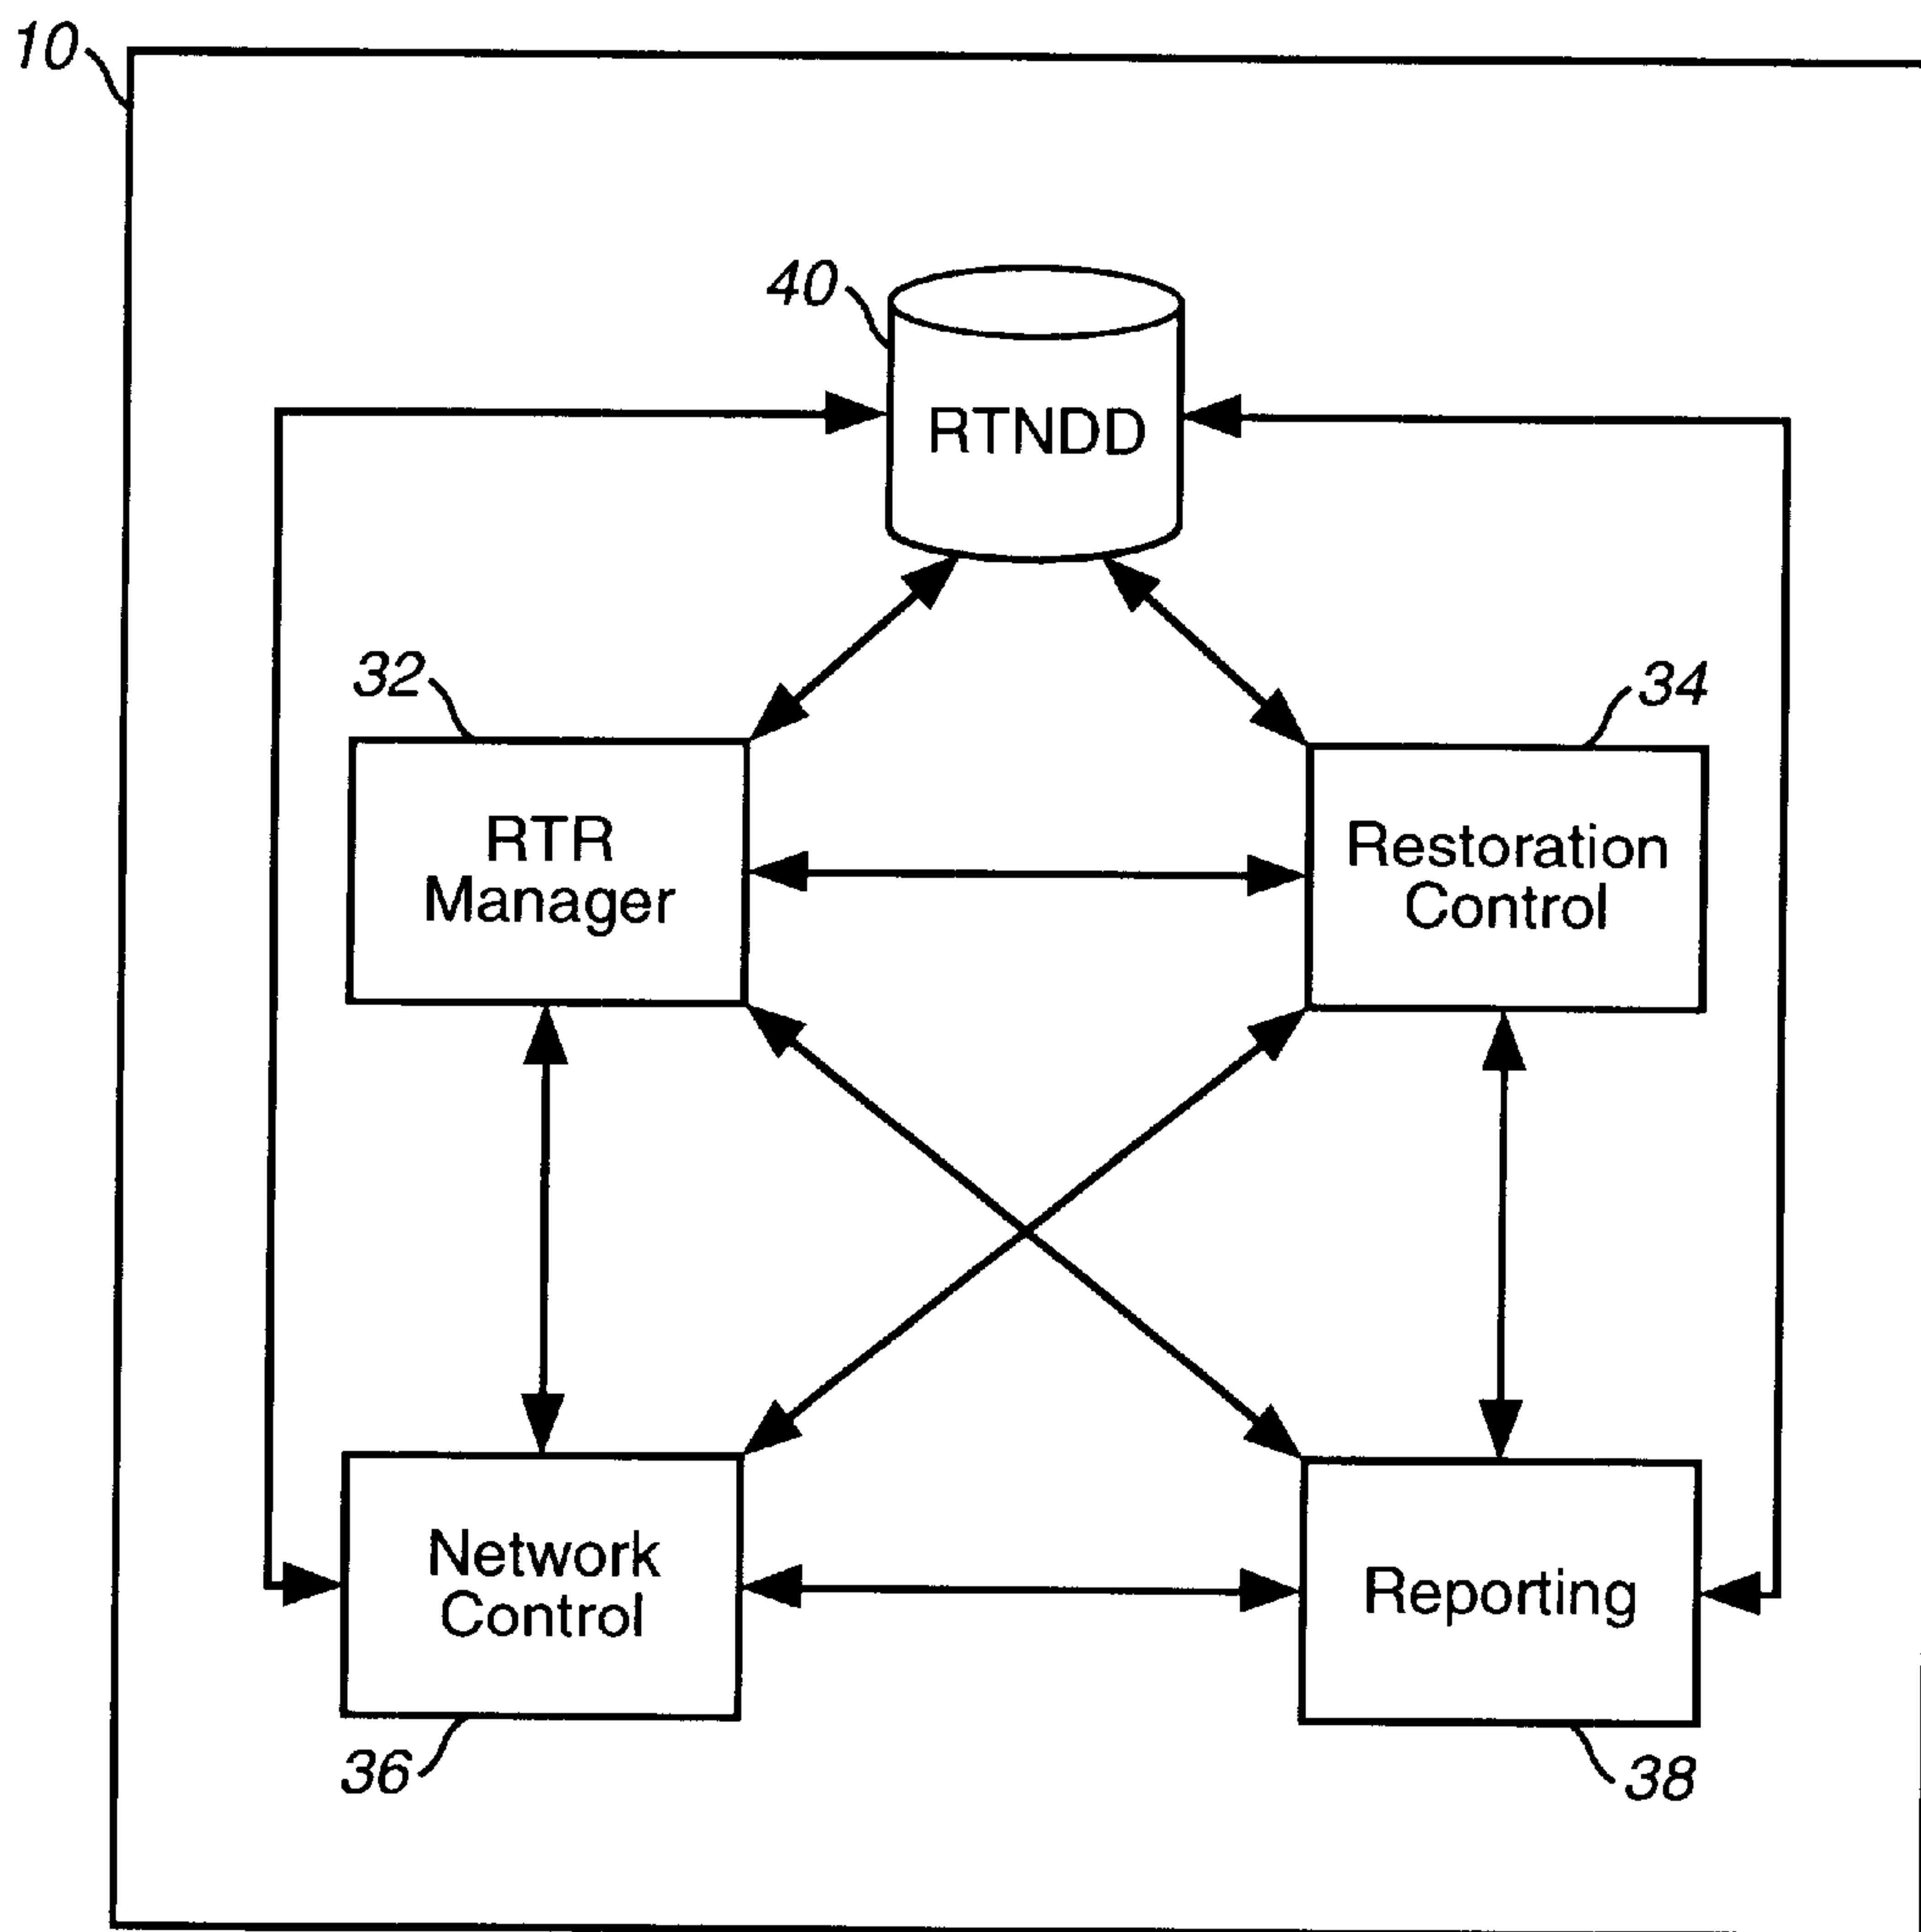 10
40
RTNDD
32
34
RTR
Manager
Restoration
Control
Network
Control
Reporting
36
38